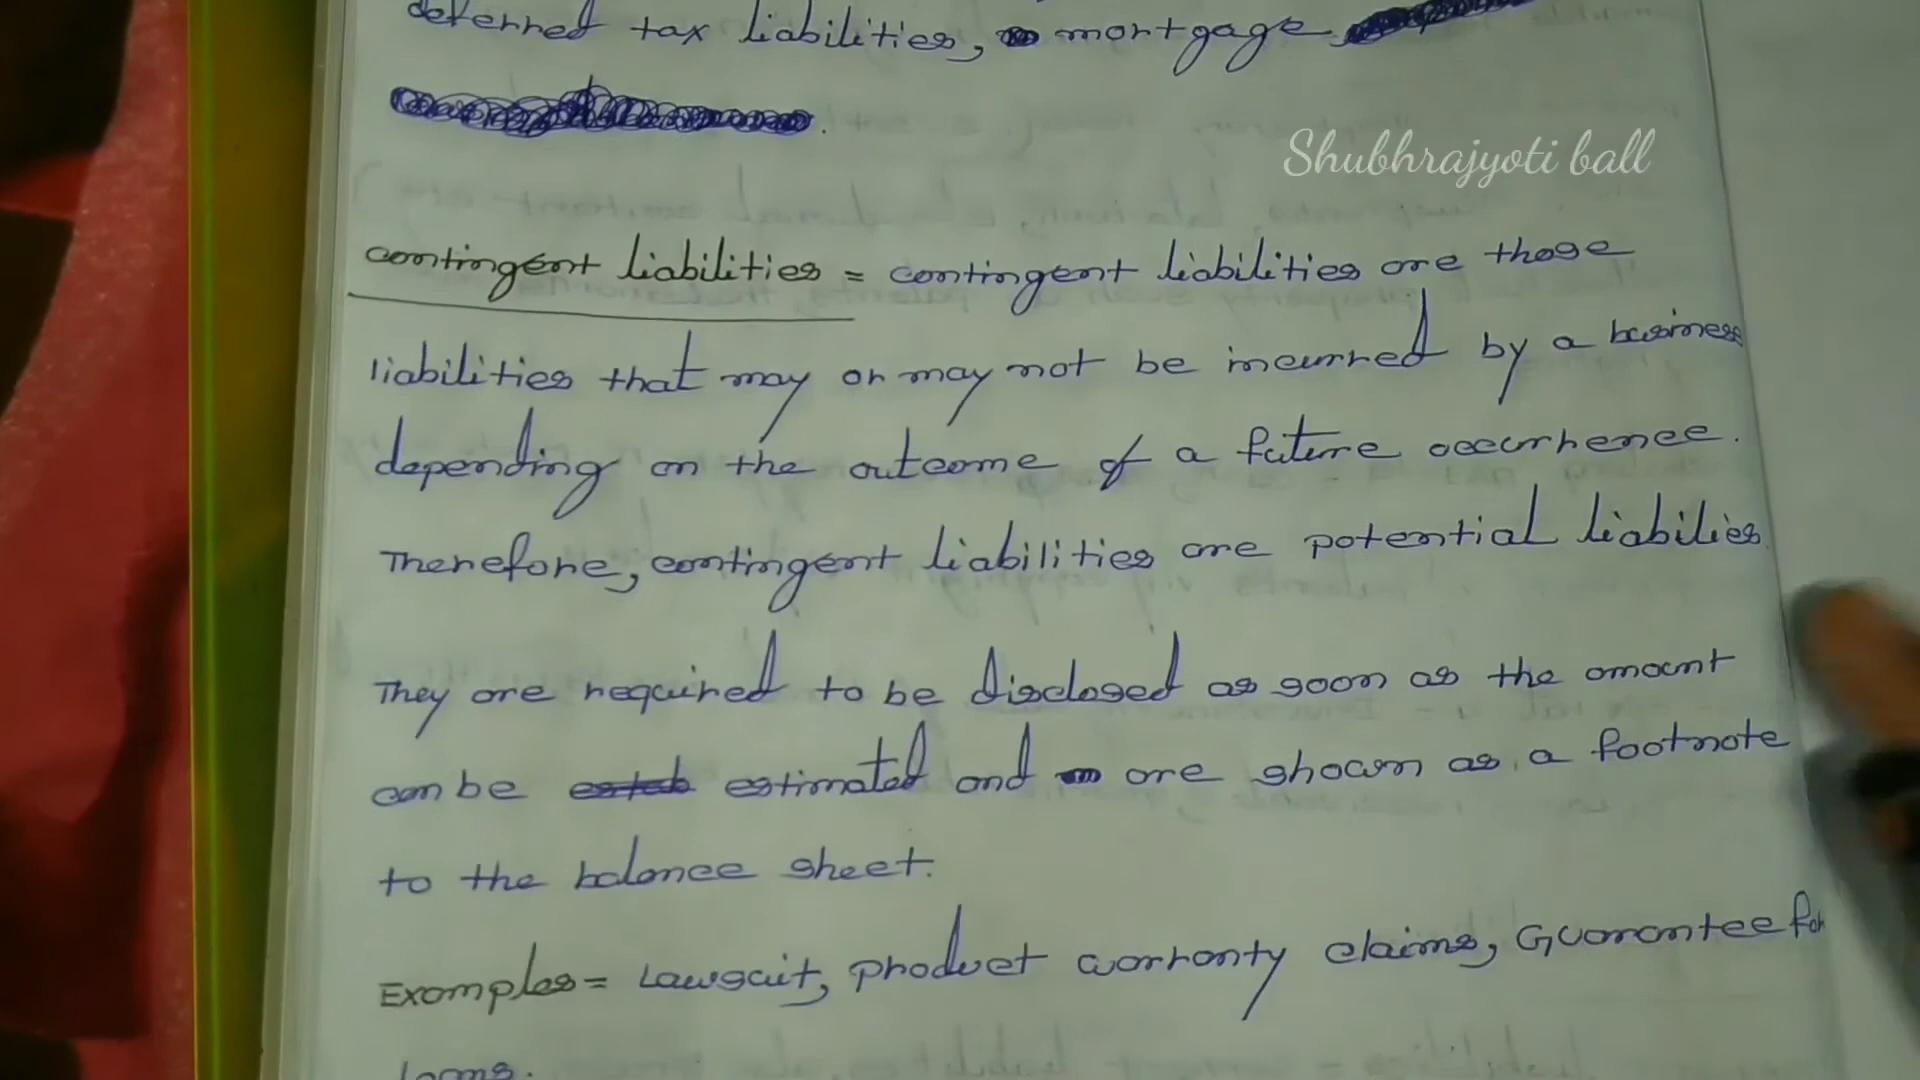 deferred tax liabilities, mortgage,
Shubhrajyoti ball
contingent liabilities = contingent liabilities are those
liabilities that may or may not be incurred by a business
depending on the outcome of a future occurrence.
Therefore, contingent liabilities are potential liabilies
They are required to be disclosed as soon as the amount
can be estimated and are shown as a footnote
to the balance sheet.
Examples = Lawsuit, product warranty claims, Guarantee for
loans.